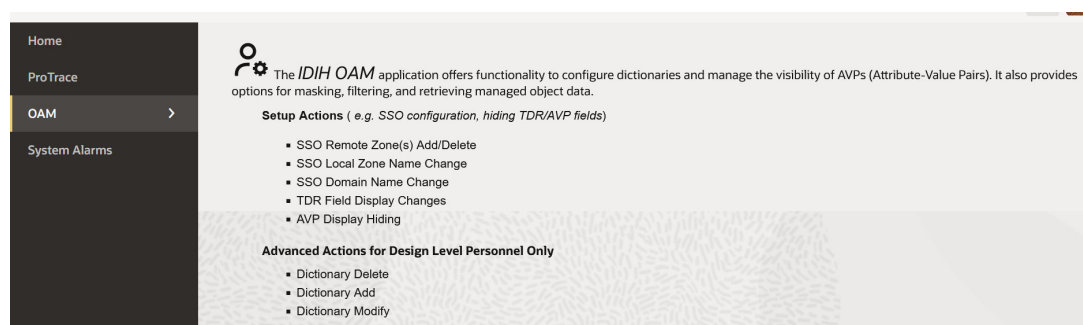 Home
ProTrace
OAM
System Alarms
The IDIH OAM application offers functionality to configure dictionaries and manage the visibility of AVPs (Attribute-Value Pairs). It also provides
options for masking, filtering, and retrieving managed object data.
Setup Actions ( e.g. SSO configuration, hiding TDR/AVP fields)
SSO Remote Zone(s) Add/Delete
SSO Local Zone Name Change
SSO Domain Name Change
TDR Field Display Changes
AVP Display Hiding
Advanced Actions for Design Level Personnel Only
Dictionary Delete
Dictionary Add
Dictionary Modify